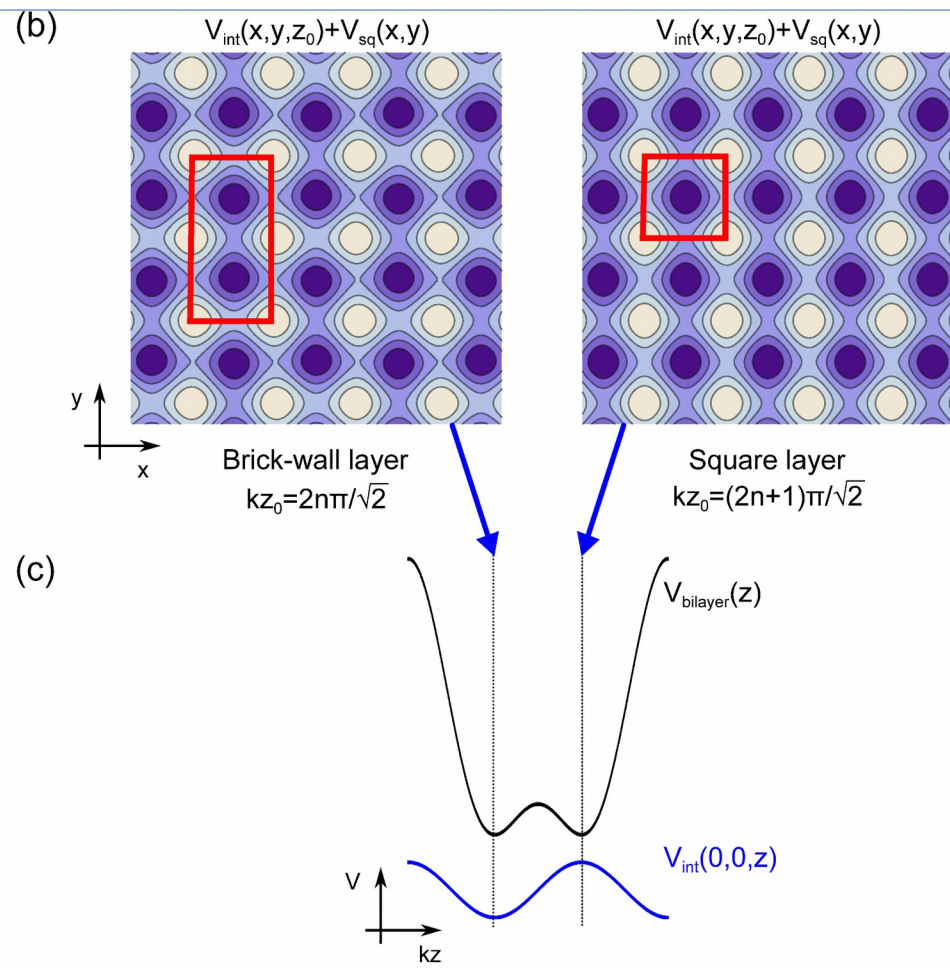 (b)
V_int(x,y,z_0)+V_sq(x,y)
V_int(x,y,z_0)+V_sq(x,y)
y
x
Brick-wall layer
kz_0=2nπ/√2
Square layer
kz_0=(2n+1)π/√2
(c)
V_bilayer(z)
V_int(0,0,z)
V
kz